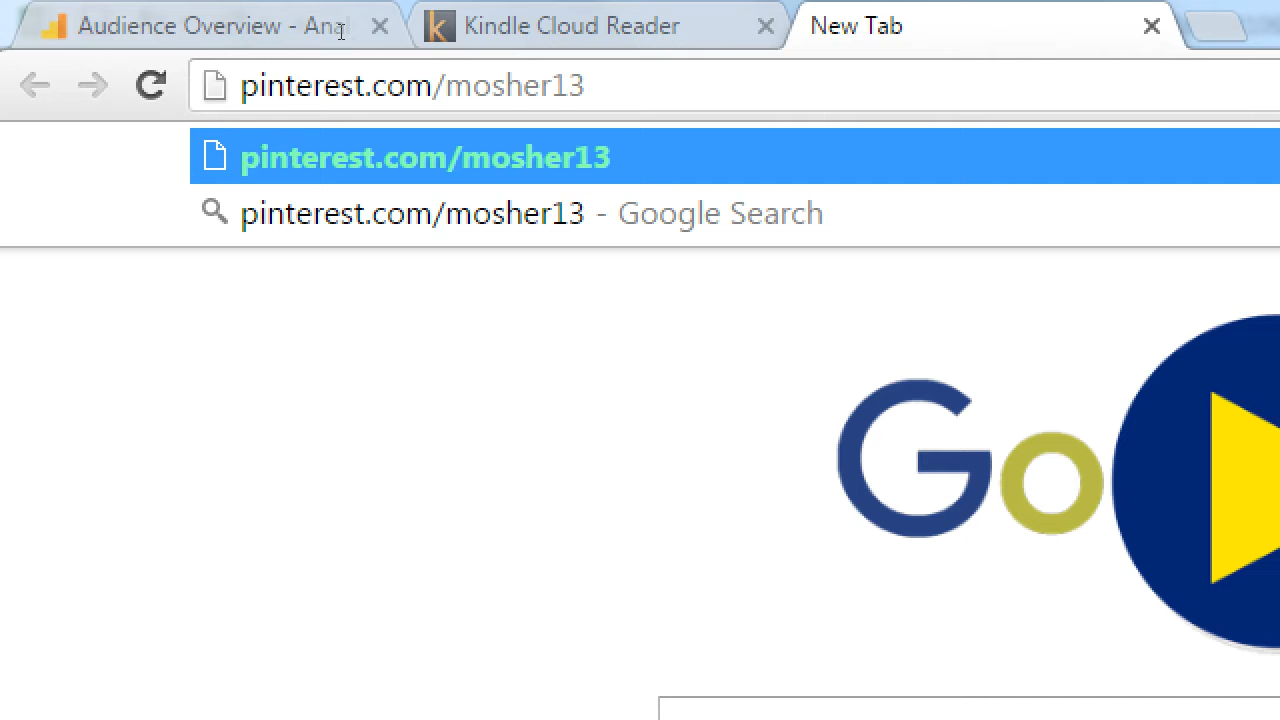 Audience Overview - Ana
Kindle Cloud Reader
New Tab
pinterest.com/mosher13
pinterest.com/mosher13
pinterest.com/mosher13 - Google Search
Go